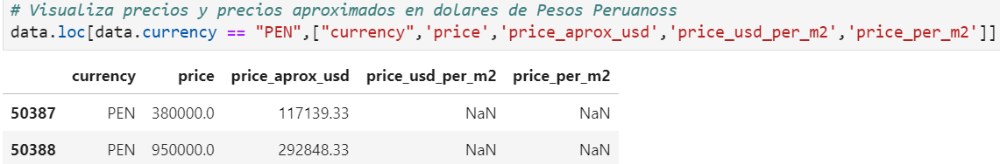 # Visualiza precios y precios aproximados en dolares de Pesos Peruanoss
data.loc[data.currency == "PEN",["currency",'price','price_aprox_usd','price_usd_per_m2','price_per_m2']]
currency price price_aprox_usd price_usd_per_m2 price_per_m2
50387 PEN 380000.0 117139.33 NaN NaN
50388 PEN 950000.0 292848.33 NaN NaN